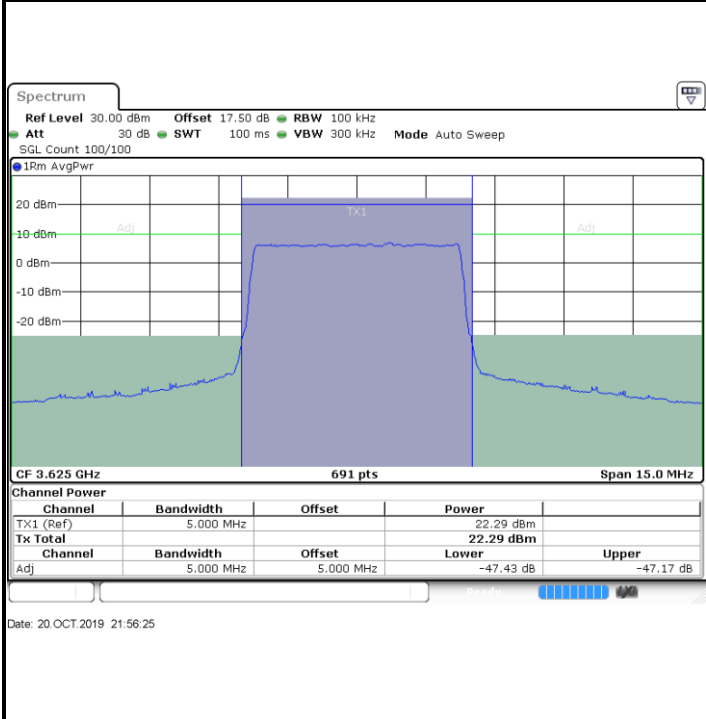 Spectrum
Ref Level 30.00 dBm Offset 17.50 dB RBW 100 kHz
Att 30 dB SWT 100 ms VBW 300 kHz Mode Auto Sweep
SGL Count 100/100
1Rm AvgPwr
20 dBm
TX1
Adj
Adj
10 dBm
0 dBm
-10 dBm
-20 dBm
CF 3.625 GHz 691 pts Span 15.0 MHz
Channel Power
Channel Bandwidth Offset Power
TX1 (Ref) 5.000 MHz 22.29 dBm
Tx Total 22.29 dBm
Channel Bandwidth Offset Lower Upper
Adj 5.000 MHz 5.000 MHz -47.43 dB -47.17 dB
Ready
Date: 20.OCT.2019 21:56:25